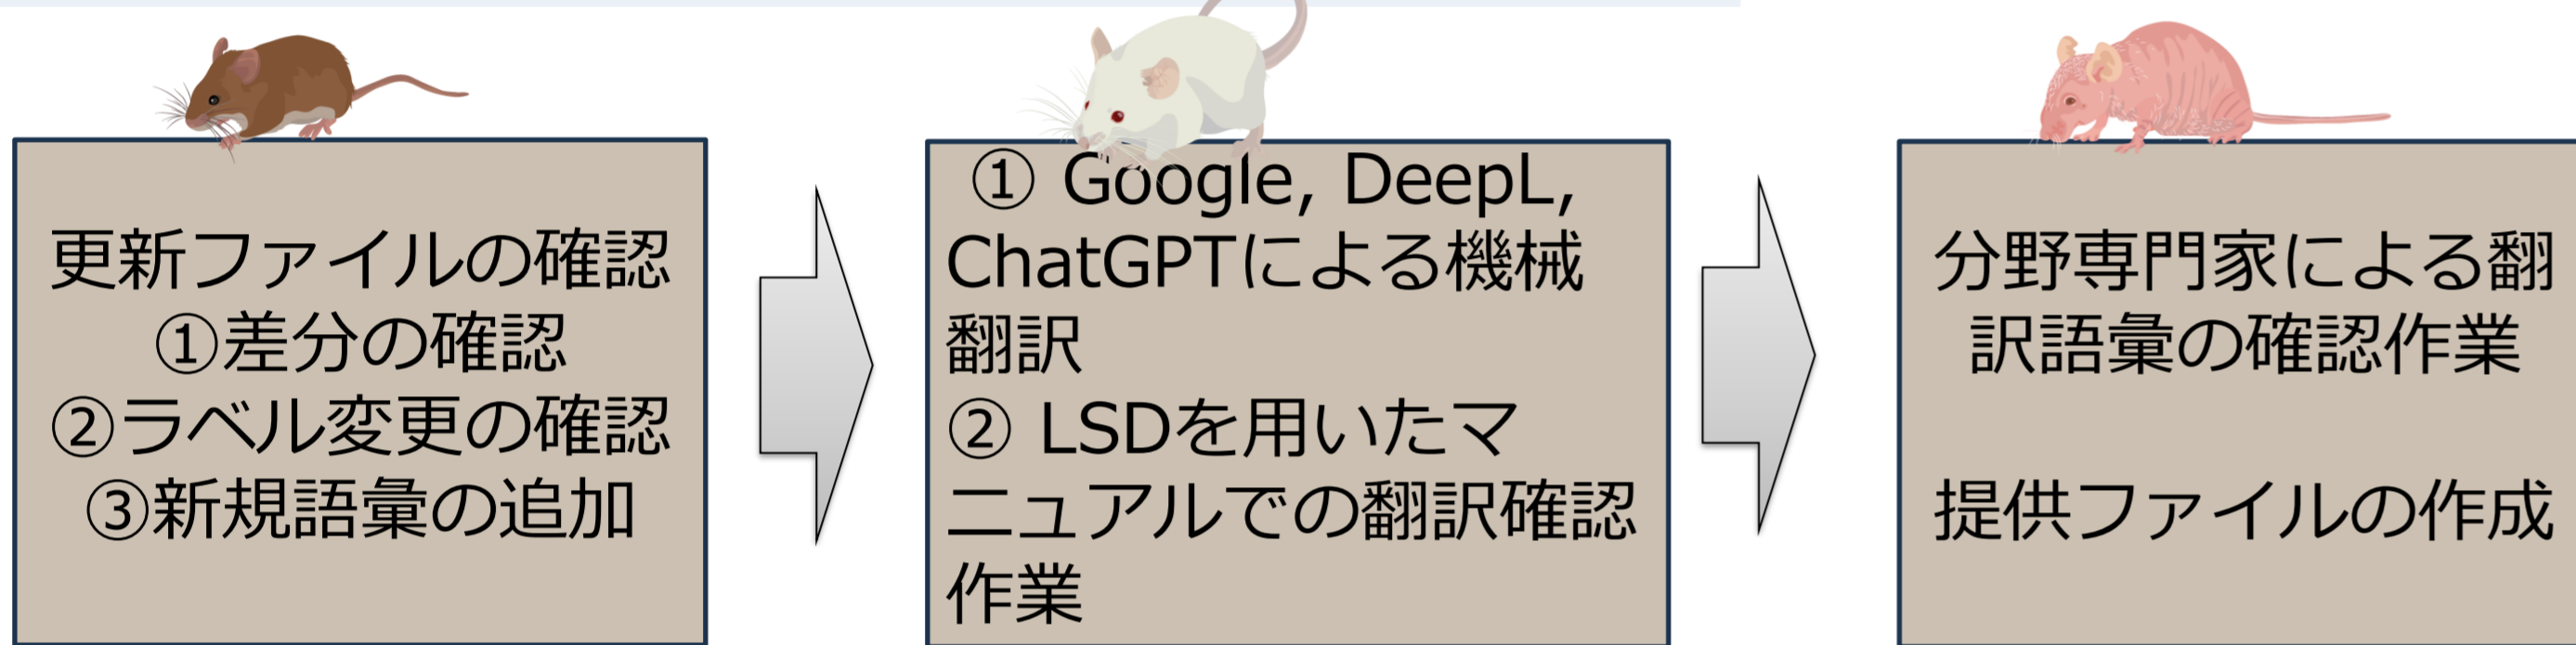 更新ファイルの確認
①差分の確認
②ラベル変更の確認
③新規語彙の追加
① Google, DeepL,
ChatGPTによる機械
翻訳
② LSDを用いたマ
ニュアルでの翻訳確認
作業
分野専門家による翻
訳語彙の確認作業
提供ファイルの作成